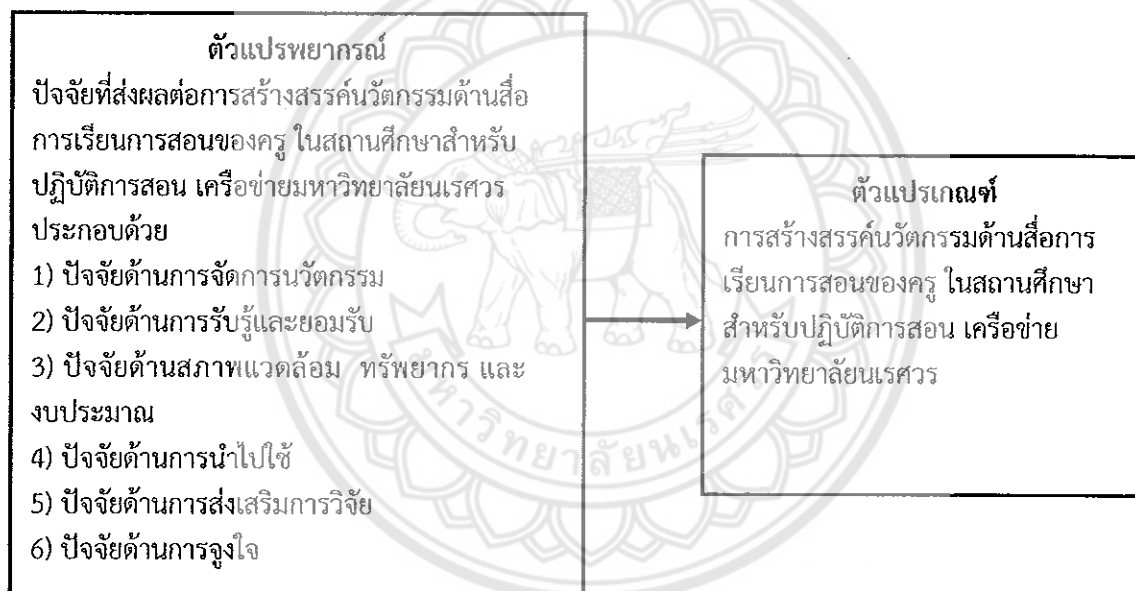 ตัวแปรพยากรณ์
ปัจจัยที่ส่งผลต่อการสร้างสรรค์นวัตกรรมด้านสื่อ
การเรียนการสอนของครู ในสถานศึกษาสำหรับ
ปฏิบัติการสอน เครือข่ายมหาวิทยาลัยนเรศวร
ประกอบด้วย
1) ปัจจัยด้านการจัดการนวัตกรรม
2) ปัจจัยด้านการรับรู้และยอมรับ
3) ปัจจัยด้านสภาพแวดล้อม ทรัพยากร และ
งบประมาณ
4) ปัจจัยด้านการนำไปใช้
5) ปัจจัยด้านการส่งเสริมการวิจัย
6) ปัจจัยด้านการจูงใจ
ตัวแปรเกณฑ์
การสร้างสรรค์นวัตกรรมด้านสื่อการ
เรียนการสอนของครู ในสถานศึกษา
สำหรับปฏิบัติการสอน เครือข่าย
มหาวิทยาลัยนเรศวร
มหาวิทยาลัยนเรศวร